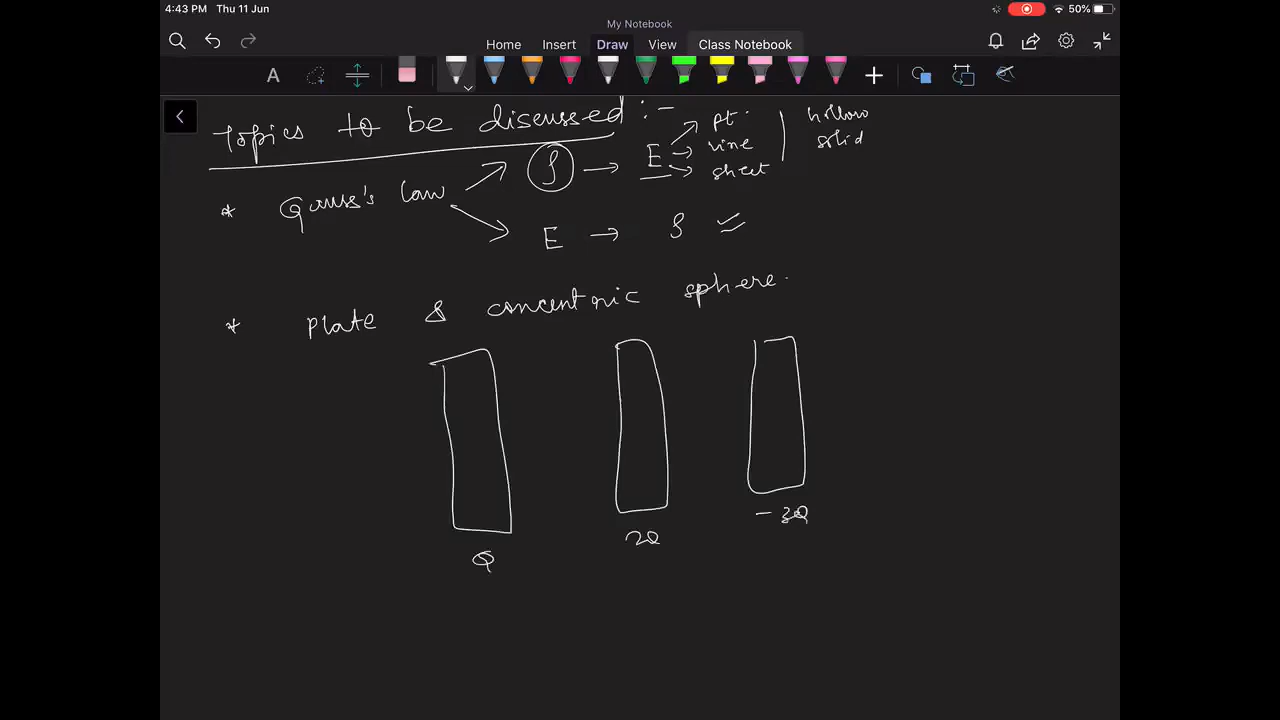 4:43 PM Thu 11 Jun
50%
My Notebook
Home Insert Draw View Class Notebook
A
Topics to be discussed :-
* Gauss's law → ρ → E → pt. hollow
→ line solid
→ sheet
→ E → ρ
* plate & concentric sphere.
Q 2Q -3Q